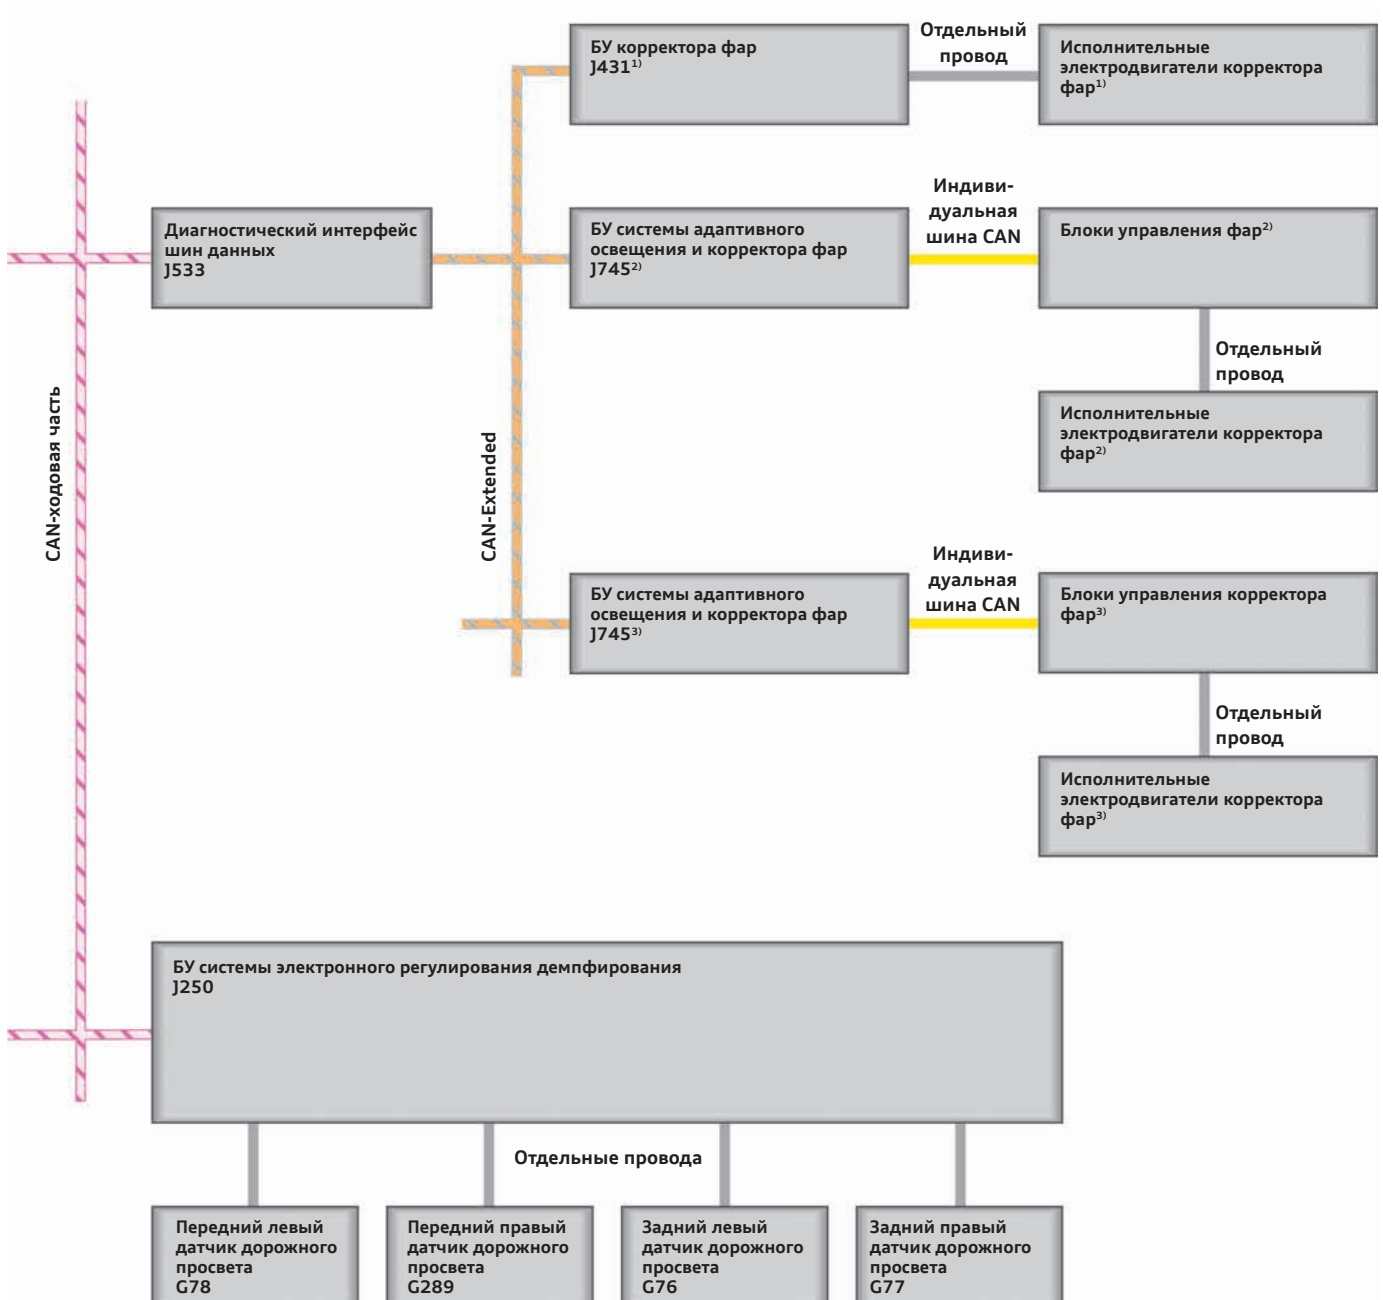 БУ корректора фар
J431¹⁾
Отдельный
провод
Исполнительные
электродвигатели корректора
фар¹⁾
Диагностический интерфейс
шин данных
J533
БУ системы адаптивного
освещения и корректора фар
J745²⁾
Индиви-
дуальная
шина CAN
Блоки управления фар²⁾
Отдельный
провод
Исполнительные
электродвигатели корректора
фар²⁾
CAN-ходовая часть
CAN-Extended
БУ системы адаптивного
освещения и корректора фар
J745³⁾
Индиви-
дуальная
шина CAN
Блоки управления корректора
фар³⁾
Отдельный
провод
Исполнительные
электродвигатели корректора
фар³⁾
БУ системы электронного регулирования демпфирования
J250
Отдельные провода
Передний левый
датчик дорожного
просвета
G78
Передний правый
датчик дорожного
просвета
G289
Задний левый
датчик дорожного
просвета
G76
Задний правый
датчик дорожного
просвета
G77